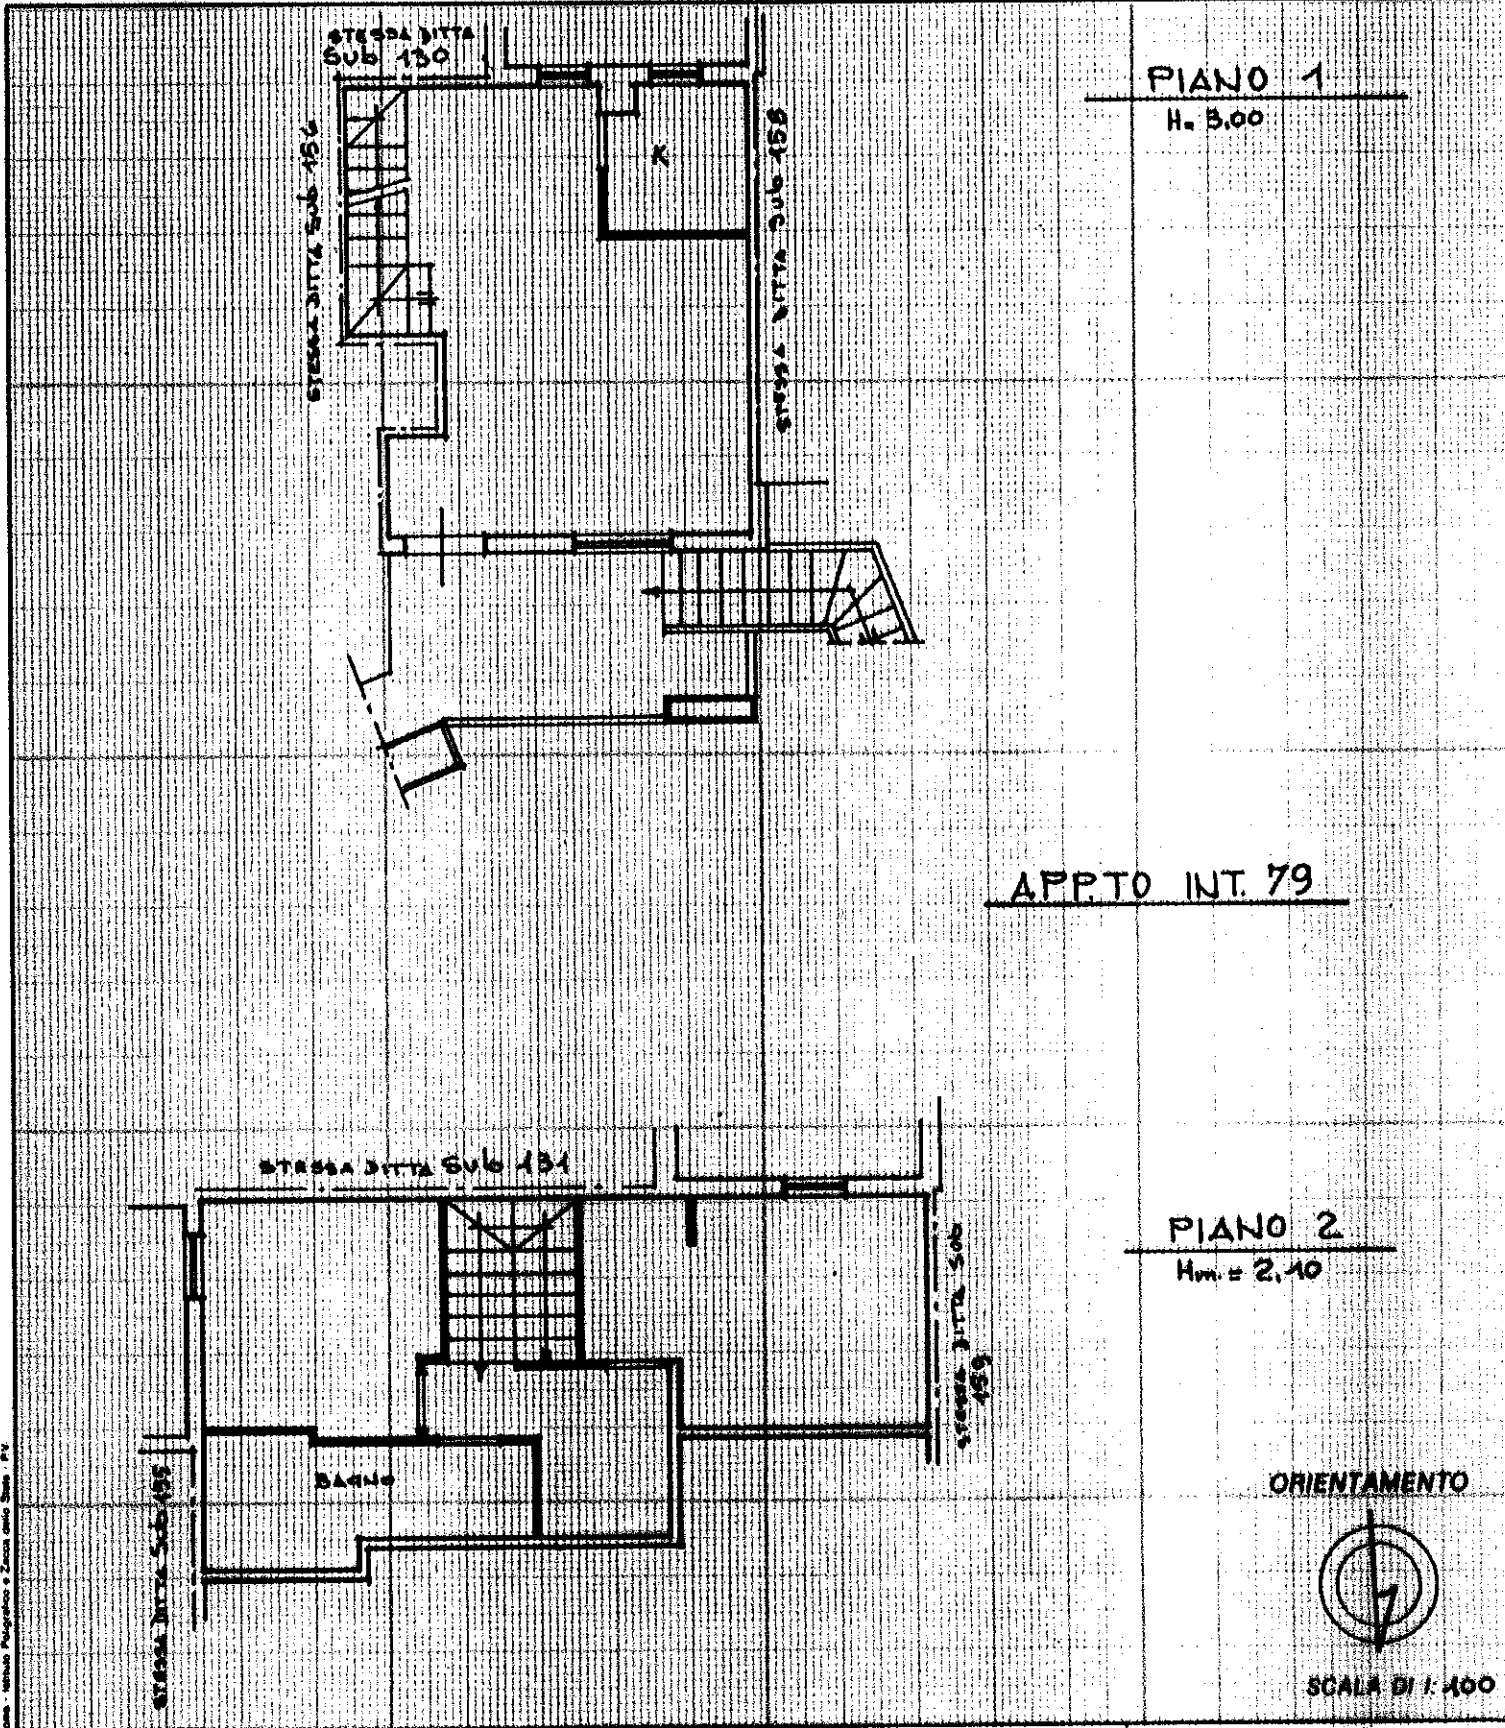 STESSA DITTA
Sub 130
PIANO 1
H. 3,00
STESSA DITTA Sub 156
K
STESSA DITTA Sub 158
APP.TO INT. 79
STESSA DITTA Sub 131
PIANO 2
Hm. = 2,10
STESSA DITTA Sub
159
BAGNO
STESSA DITTA Sub 155
ORIENTAMENTO
SCALA DI 1: 100